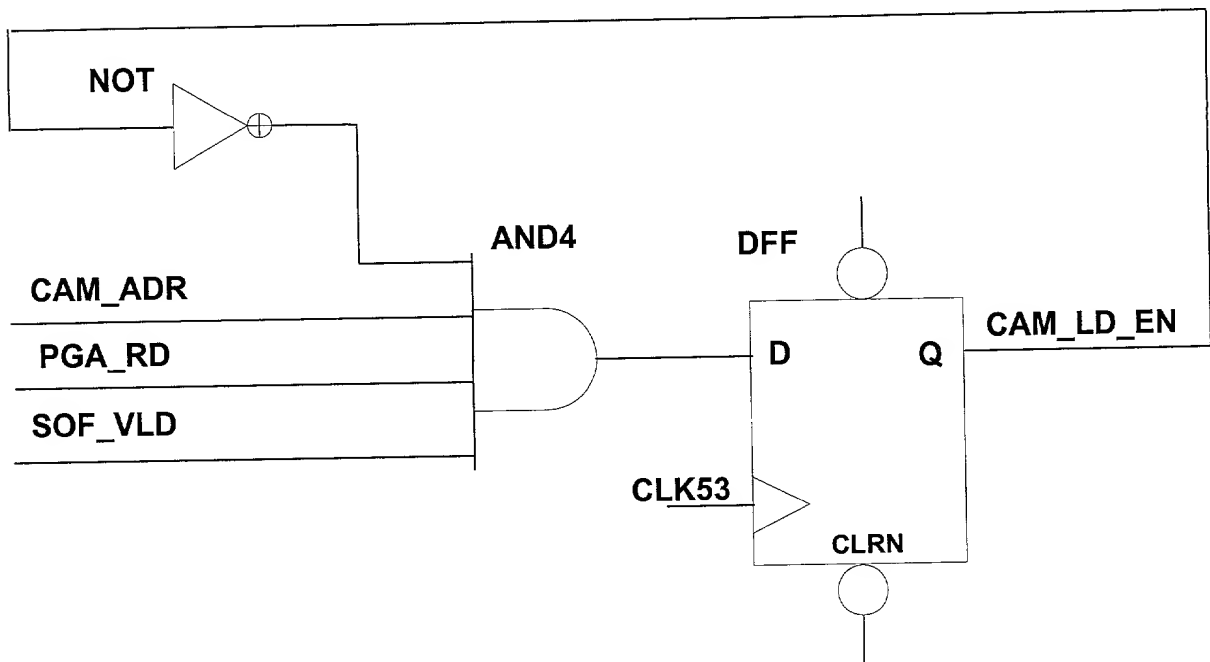 NOT
AND4
DFF
CAM_ADR
CAM_LD_EN
PGA_RD
D
Q
SOF_VLD
CLK53
CLRN